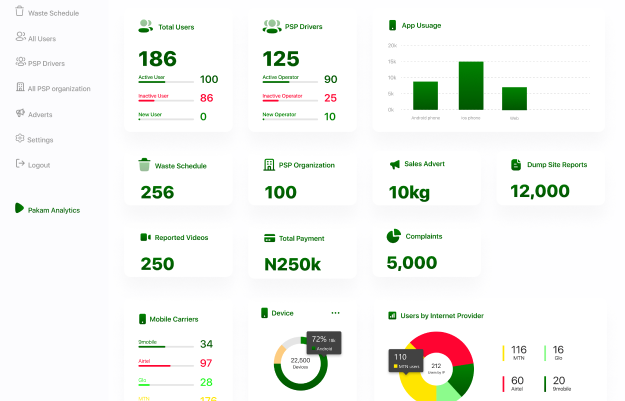 Waste Schedule
All Users
PSP Drivers
All PSP organization
Adverts
Settings
Logout
Pakam Analytics
Total Users
186
Active User 100
Inactive User 86
New User 0
PSP Drivers
125
Active Operator 90
Inactive Operator 25
New Operator 10
App Usuage
20k
15k
10k
5k
0k
Android phone
Ios phone
Web
Waste Schedule
256
PSP Organization
100
Sales Advert
10kg
Dump Site Reports
12,000
Reported Videos
250
Total Payment
N250k
Complaints
5,000
Mobile Carriers
9mobile 34
Airtel 97
Glo 28
MTN 175
Device
72% 18k
Android
22,500
Devices
Users by Internet Provider
110
MTN users
212
116
MTN
16
Glo
60
Airtel
20
9mobile